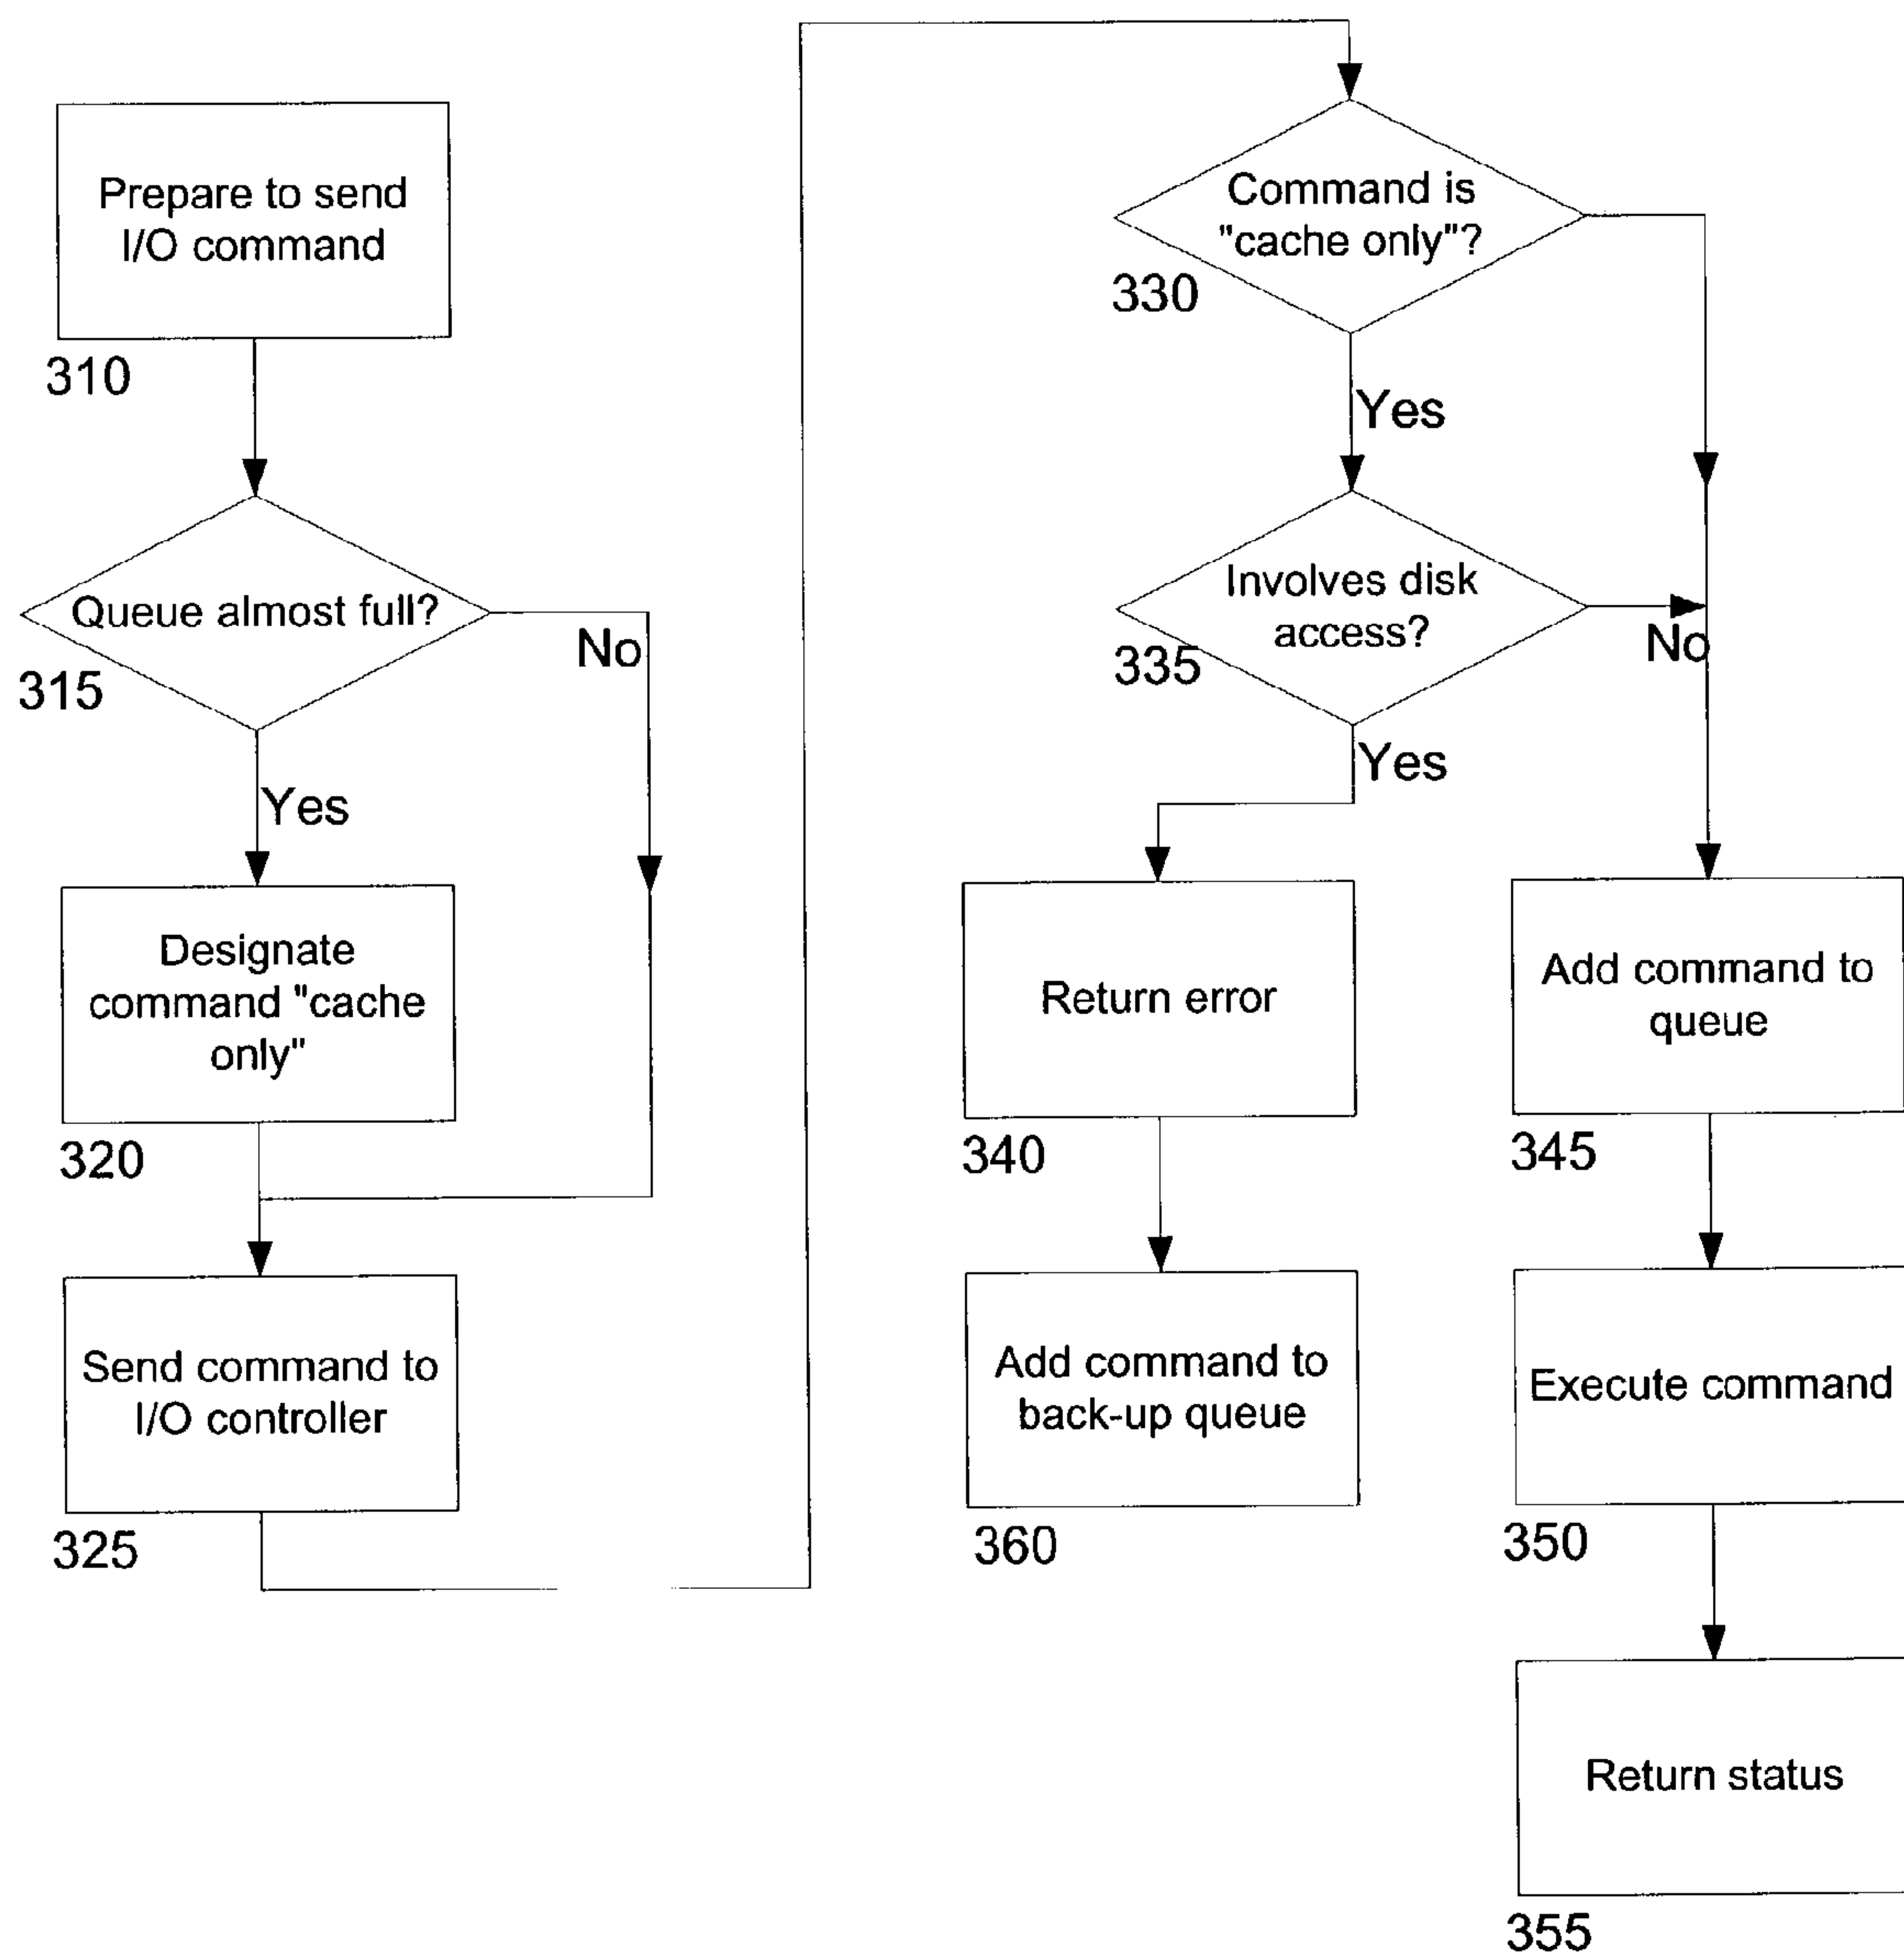 Prepare to send
I/O command
310
Queue almost full?
315
No
Yes
Designate
command "cache
only"
320
Send command to
I/O controller
325
Command is
"cache only"?
330
Yes
Involves disk
access?
335
No
Yes
Return error
340
Add command to
back-up queue
360
Add command to
queue
345
Execute command
350
Return status
355